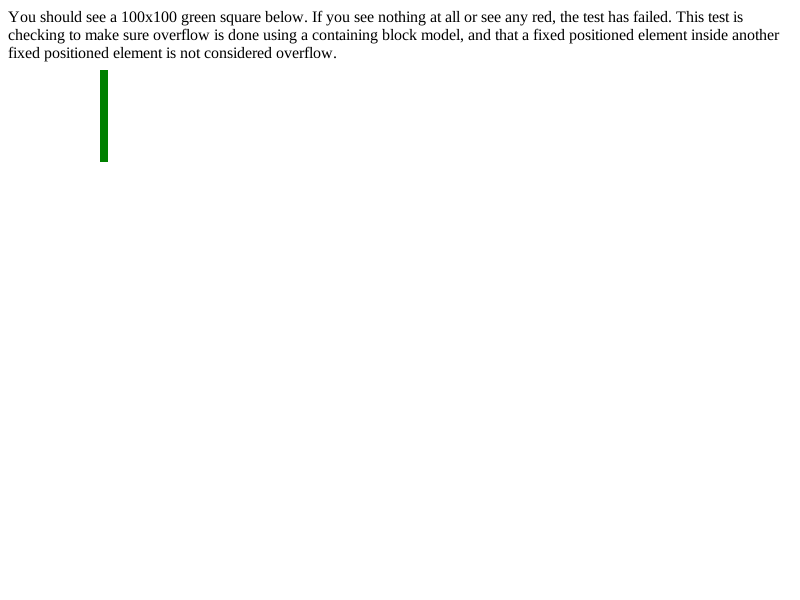 You should see a 100x100 green square below. If you see nothing at all or see any red, the test has failed. This test is
checking to make sure overflow is done using a containing block model, and that a fixed positioned element inside another
fixed positioned element is not considered overflow.